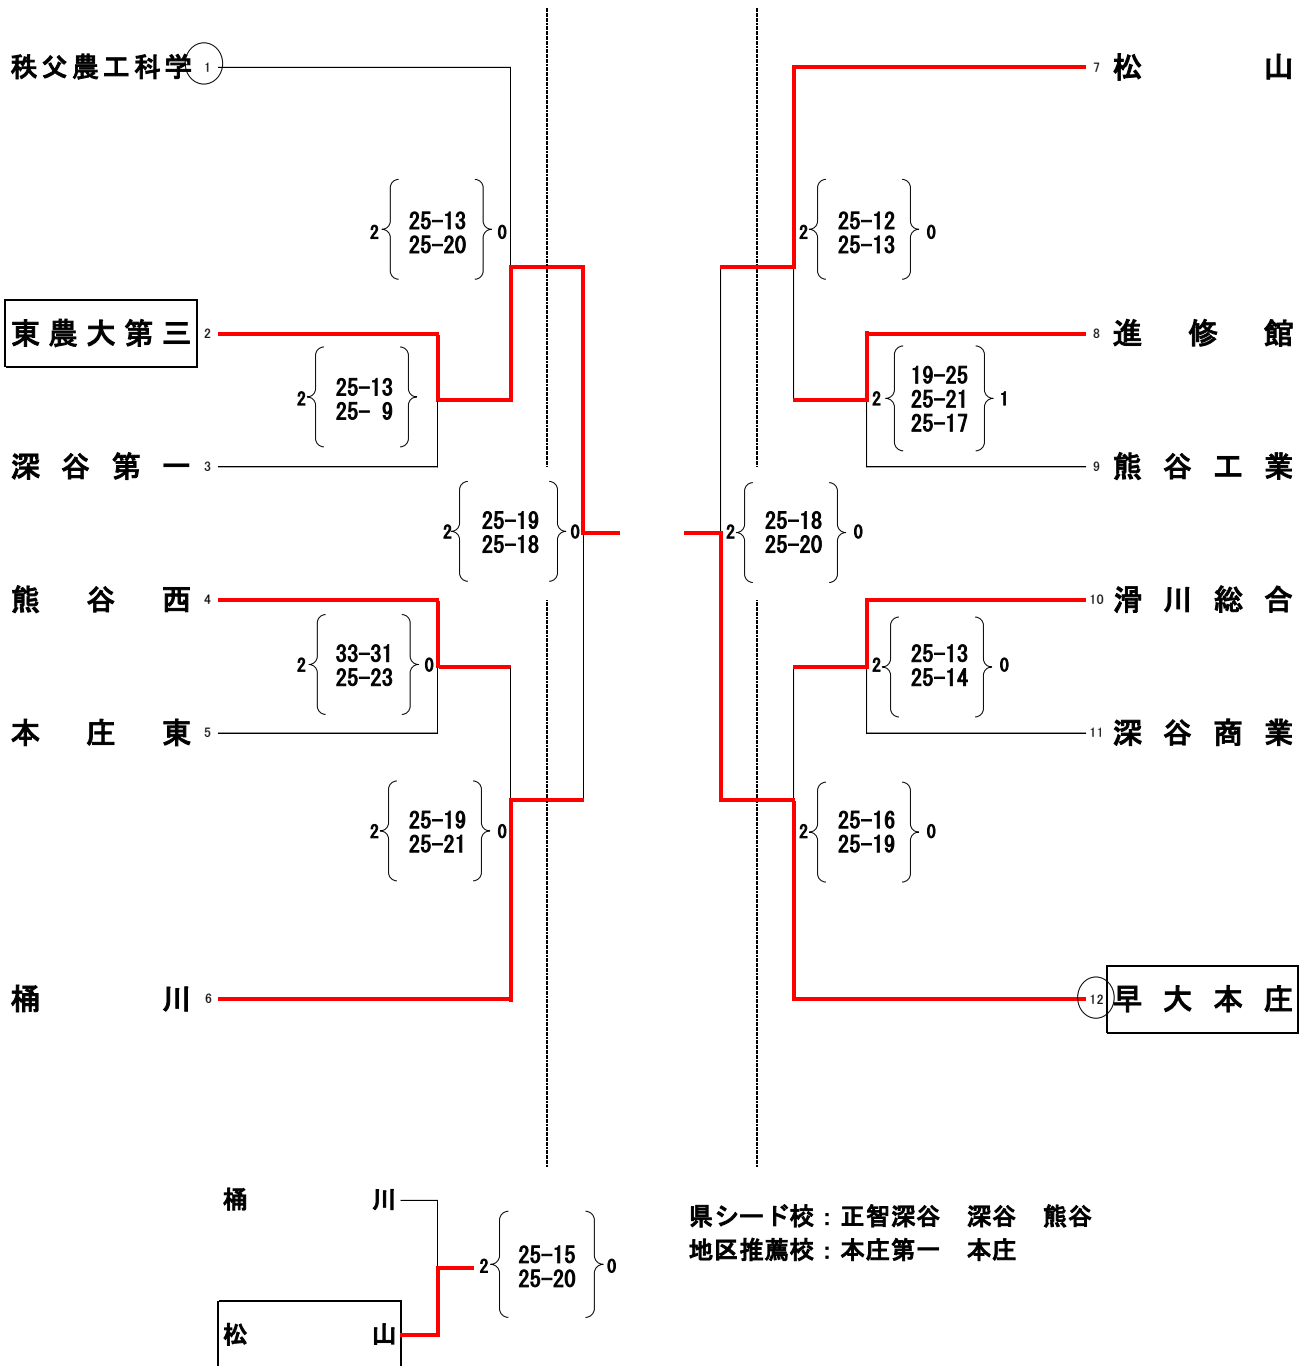 秩父農工科学 1
25-13
25-20
2 0
東農大第三 2
25-13
25- 9
2
深谷第一 3
25-19
25-18
2 0
熊谷西 4
33-31
25-23
2 0
本庄東 5
25-19
25-21
2 0
桶川 6
7 松山
25-12
25-13
2 0
8 進修館
19-25
25-21
25-17
2 1
9 熊谷工業
25-18
25-20
2 0
10 滑川総合
25-13
25-14
2 0
11 深谷商業
25-16
25-19
2 0
12 早大本庄
桶川
25-15
25-20
2 0
松山
県シード校：正智深谷 深谷 熊谷
地区推薦校：本庄第一 本庄